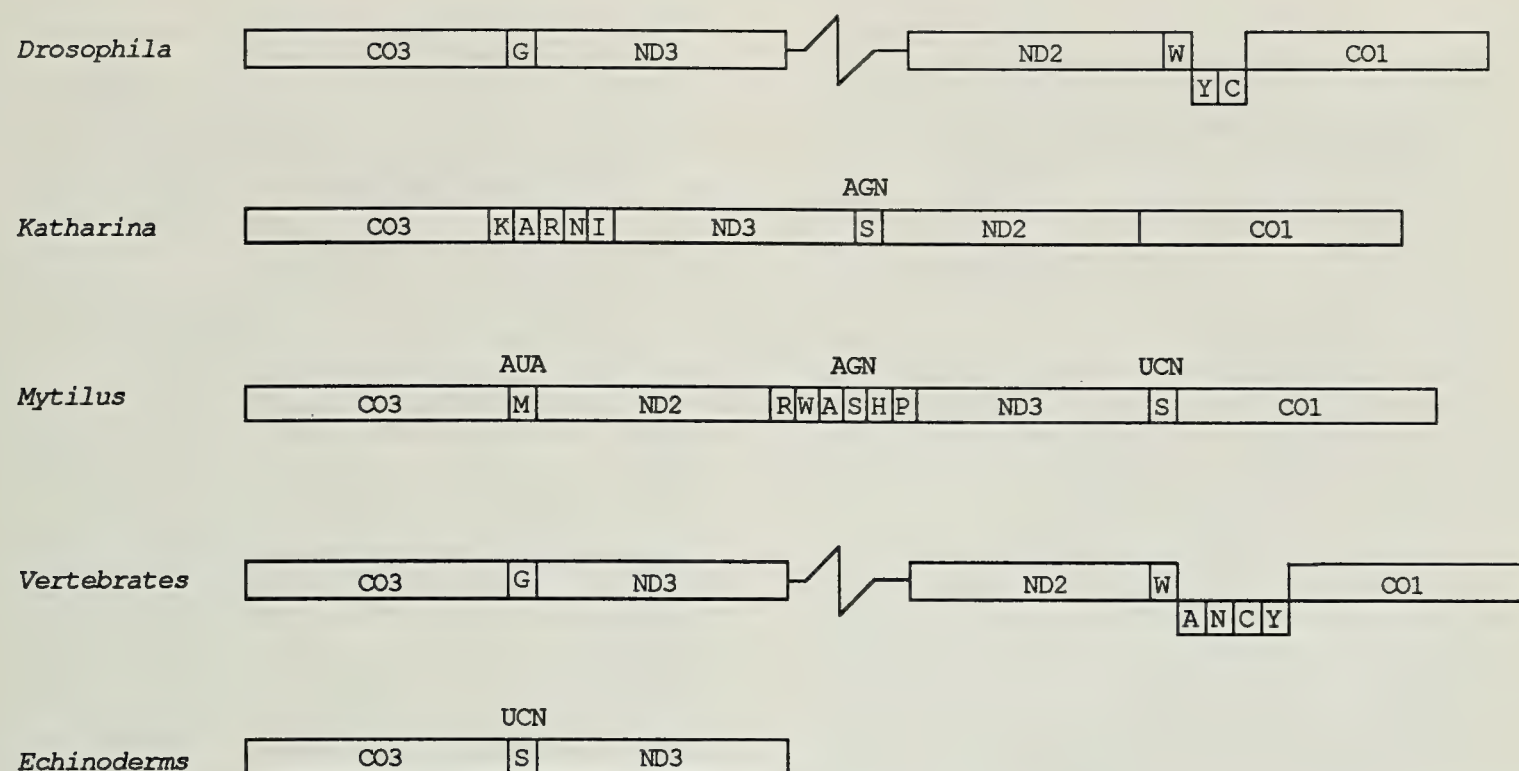 Drosophila CO3 G ND3 ND2 W CO1
Y C
AGN
Katharina CO3 K A R N I ND3 S ND2 CO1
AUA AGN UCN
Mytilus CO3 M ND2 R W A S H P ND3 S CO1
Vertebrates CO3 G ND3 ND2 W CO1
A N C Y
UCN
Echinoderms CO3 S ND3